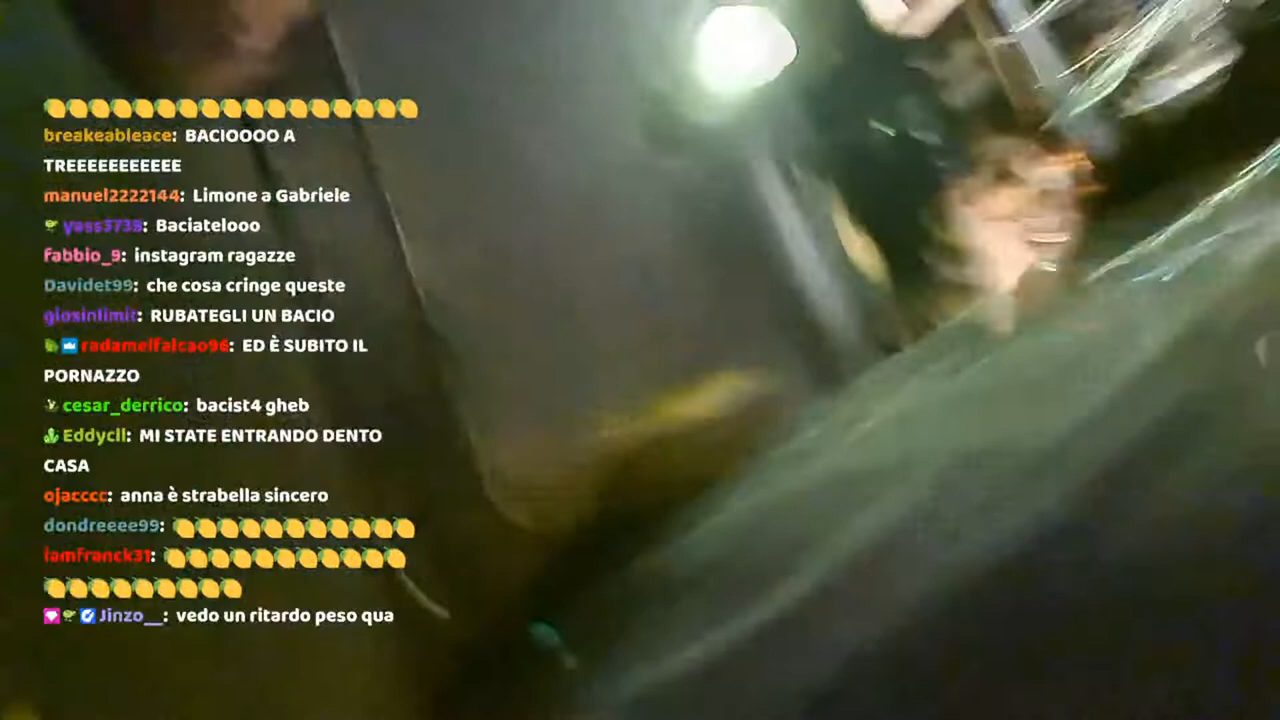 🍋🍋🍋🍋🍋🍋🍋🍋🍋🍋🍋🍋🍋🍋🍋🍋🍋
breakeableace: BACIOOOO A
TREEEEEEEEEEE
manuel2222144: Limone a Gabriele
yass3738: Baciatelooo
fabbio_9: instagram ragazze
Davidet99: che cosa cringe queste
giosinlimit: RUBATEGLI UN BACIO
radamelfalcao96: ED È SUBITO IL
PORNAZZO
cesar_derrico: bacist4 gheb
Eddycll: MI STATE ENTRANDO DENTO
CASA
ojacccc: anna è strabella sincero
dondreeee99: 🍋🍋🍋🍋🍋🍋🍋🍋🍋🍋🍋
iamfranck31: 🍋🍋🍋🍋🍋🍋🍋🍋🍋🍋🍋
🍋🍋🍋🍋🍋🍋🍋🍋🍋
Jinzo__: vedo un ritardo peso qua